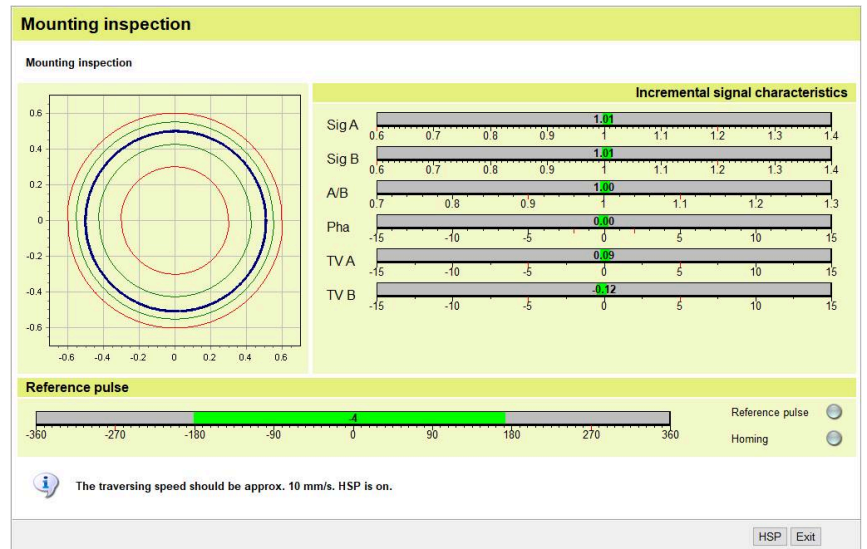 Mounting inspection
Mounting inspection
Incremental signal characteristics
0.6
0.4
0.2
0
-0.2
-0.4
-0.6
-0.6 -0.4 -0.2 0 0.2 0.4 0.6
Sig A 1.01
0.6 0.7 0.8 0.9 1 1.1 1.2 1.3 1.4
Sig B 1.01
0.6 0.7 0.8 0.9 1 1.1 1.2 1.3 1.4
A/B 1.00
0.7 0.8 0.9 1 1.1 1.2 1.3
Pha 0.00
-15 -10 -5 0 5 10 15
TV A 0.09
-15 -10 -5 0 5 10 15
TV B -0.12
-15 -10 -5 0 5 10 15
Reference pulse
-4
-360 -270 -180 -90 0 90 180 270 360
Reference pulse
Homing
The traversing speed should be approx. 10 mm/s. HSP is on.
HSP Exit